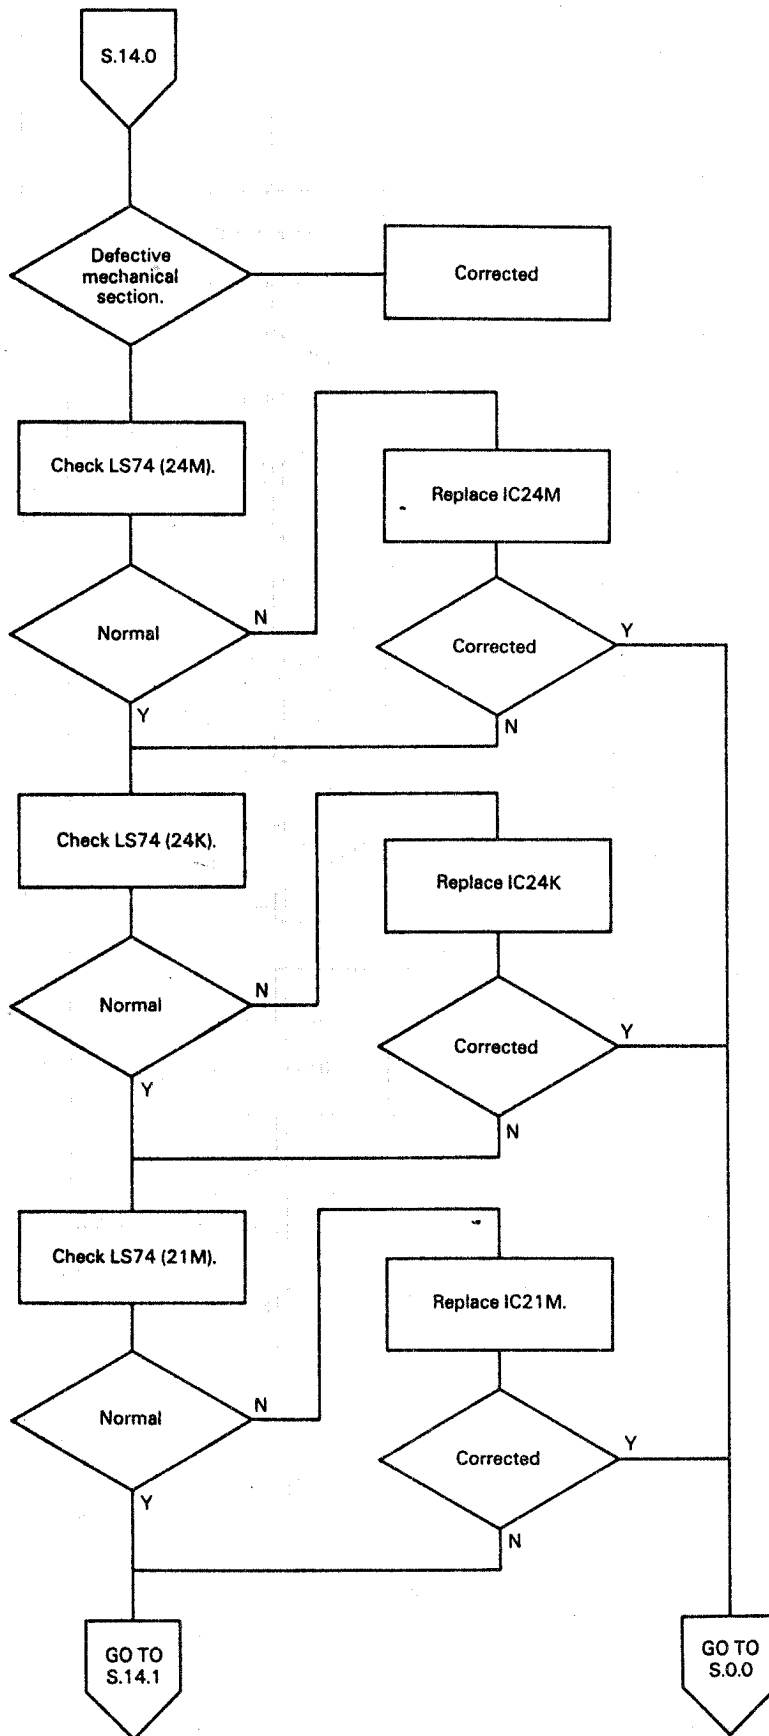 S.14.0
Defective
mechanical
section.
Corrected
Check LS74 (24M).
Replace IC24M
Normal
N
Y
Corrected
Y
N
Check LS74 (24K).
Replace IC24K
Normal
N
Y
Corrected
Y
N
Check LS74 (21M).
Replace IC21M.
Normal
N
Y
Corrected
Y
N
GO TO
S.14.1
GO TO
S.0.0